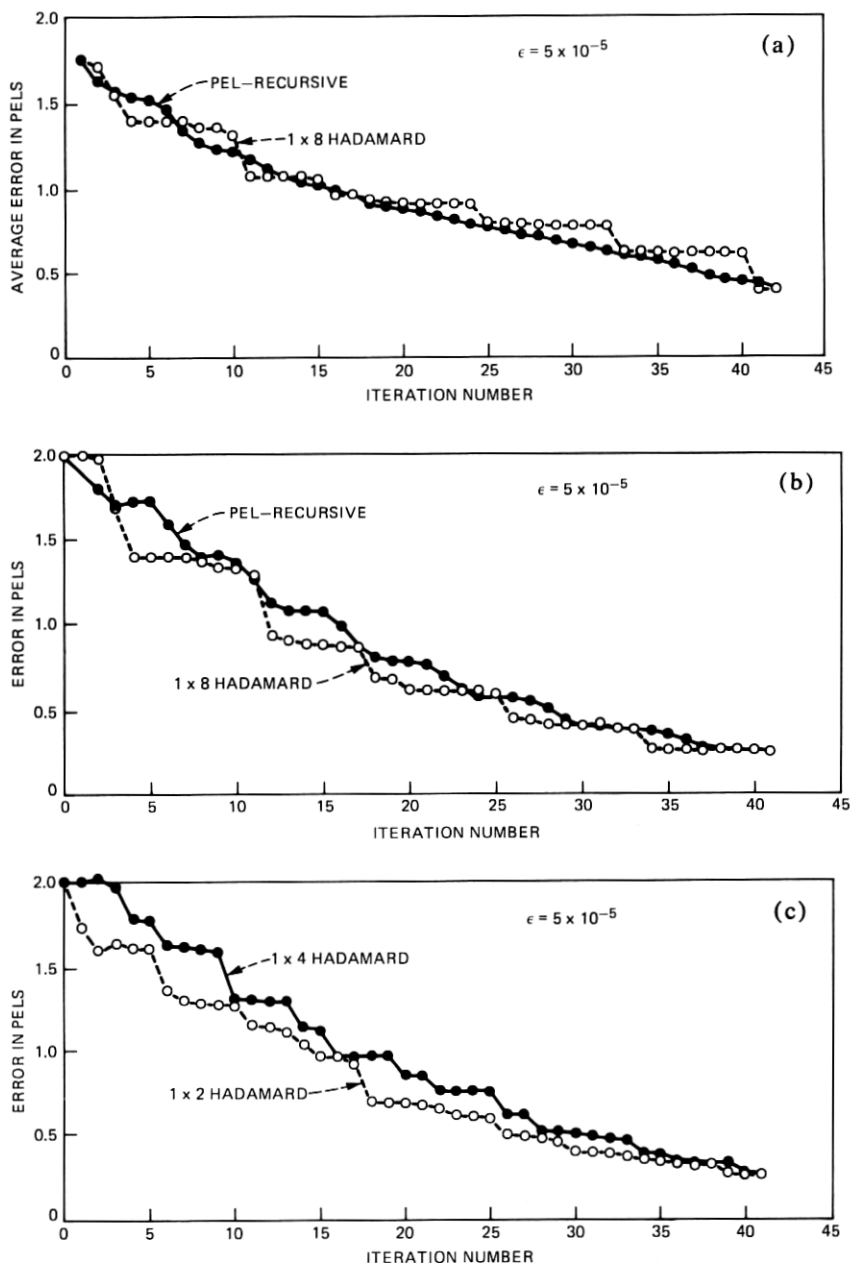 2.0
1.5
1.0
0.5
0
AVERAGE ERROR IN PELS
ϵ = 5 x 10⁻⁵
(a)
PEL–RECURSIVE
1 x 8 HADAMARD
0 5 10 15 20 25 30 35 40 45
ITERATION NUMBER
2.0
1.5
1.0
0.5
0
ERROR IN PELS
ϵ = 5 x 10⁻⁵
(b)
PEL–RECURSIVE
1 x 8 HADAMARD
0 5 10 15 20 25 30 35 40 45
ITERATION NUMBER
2.0
1.5
1.0
0.5
0
ERROR IN PELS
ϵ = 5 x 10⁻⁵
(c)
1 x 4 HADAMARD
1 x 2 HADAMARD
0 5 10 15 20 25 30 35 40 45
ITERATION NUMBER